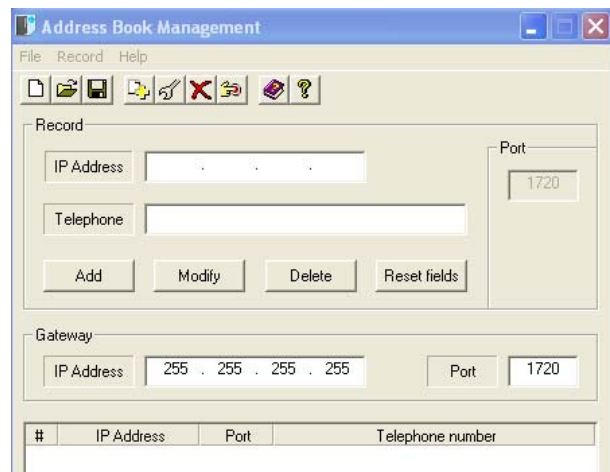 Address Book Management
File Record Help
Record
IP Address . . .
Port
1720
Telephone
Add Modify Delete Reset fields
Gateway
IP Address 255 . 255 . 255 . 255 Port 1720
# IP Address Port Telephone number